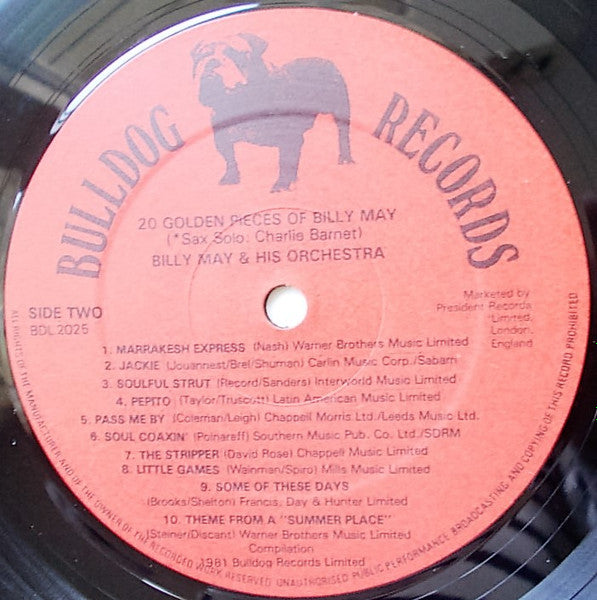 BULLDOG RECORDS
20 GOLDEN PIECES OF BILLY MAY
(*Sax Solo: Charlie Barnet)
BILLY MAY & HIS ORCHESTRA
SIDE TWO
BDL 2025
Marketed by
President Records
Limited,
London,
England
1. MARRAKESH EXPRESS (Nash) Warner Brothers Music Limited
2. JACKIE (Jouannest/Brel/Shuman) Carlin Music Corp./Sabam
3. SOULFUL STRUT (Record/Sanders) Interworld Music Limited
4. PEPITO (Taylor/Truscott) Latin American Music Limited
5. PASS ME BY (Coleman/Leigh) Chappell Morris Ltd./Leeds Music Ltd.
6. SOUL COAXIN' (Polnareff) Southern Music Pub. Co. Ltd./SDRM
7. THE STRIPPER (David Rose) Chappell Music Limited
8. LITTLE GAMES (Wainman/Spiro) Mills Music Limited
9. SOME OF THESE DAYS
(Brooks/Shelton) Francis, Day & Hunter Limited
10. THEME FROM A "SUMMER PLACE"
(Steiner/Discant) Warner Brothers Music Limited
Compilation
1981 Bulldog Records Limited
ALL RIGHTS OF THE MANUFACTURER AND OF THE OWNER OF THE RECORDED WORK RESERVED. UNAUTHORISED PUBLIC PERFORMANCE BROADCASTING AND COPYING OF THIS RECORD PROHIBITED